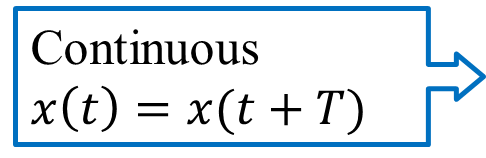 Continuous
x(t) = x(t + T)